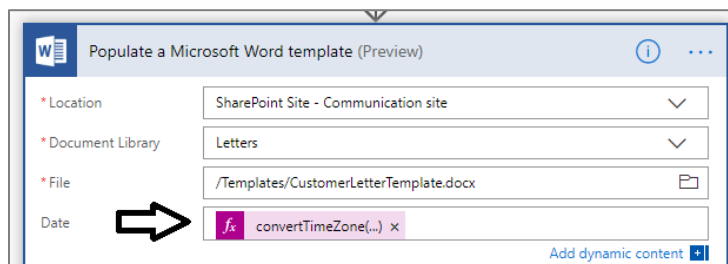 Populate a Microsoft Word template (Preview)
* Location SharePoint Site - Communication site
* Document Library Letters
* File /Templates/CustomerLetterTemplate.docx
Date fx convertTimeZone(...) ×
Add dynamic content